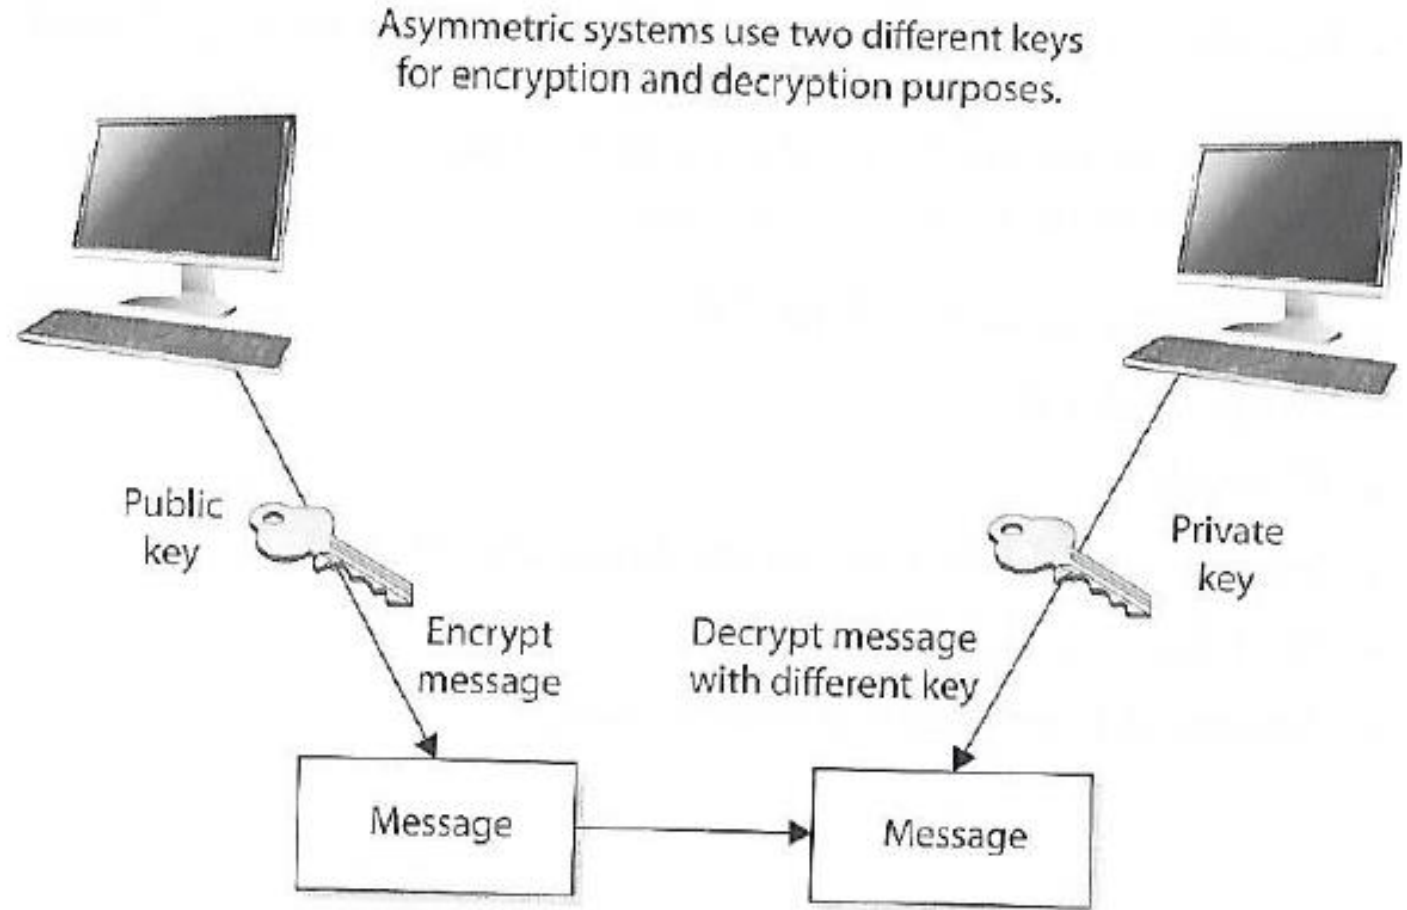 Asymmetric systems use two different keys
for encryption and decryption purposes.
Public
key
Private
key
Encrypt
message
Decrypt message
with different key
Message
Message